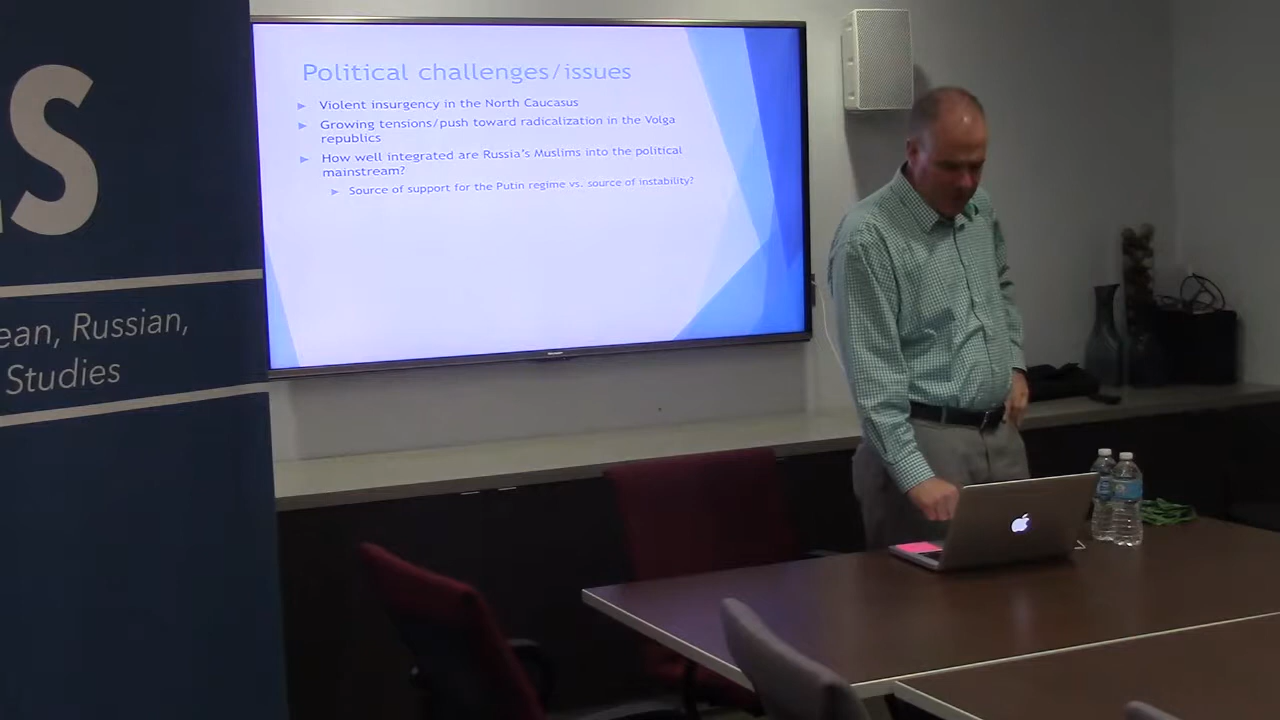 S
ean, Russian,
Studies
Political challenges/issues
Violent insurgency in the North Caucasus
Growing tensions/push toward radicalization in the Volga
republics
How well integrated are Russia's Muslims into the political
mainstream?
Source of support for the Putin regime vs. source of instability?